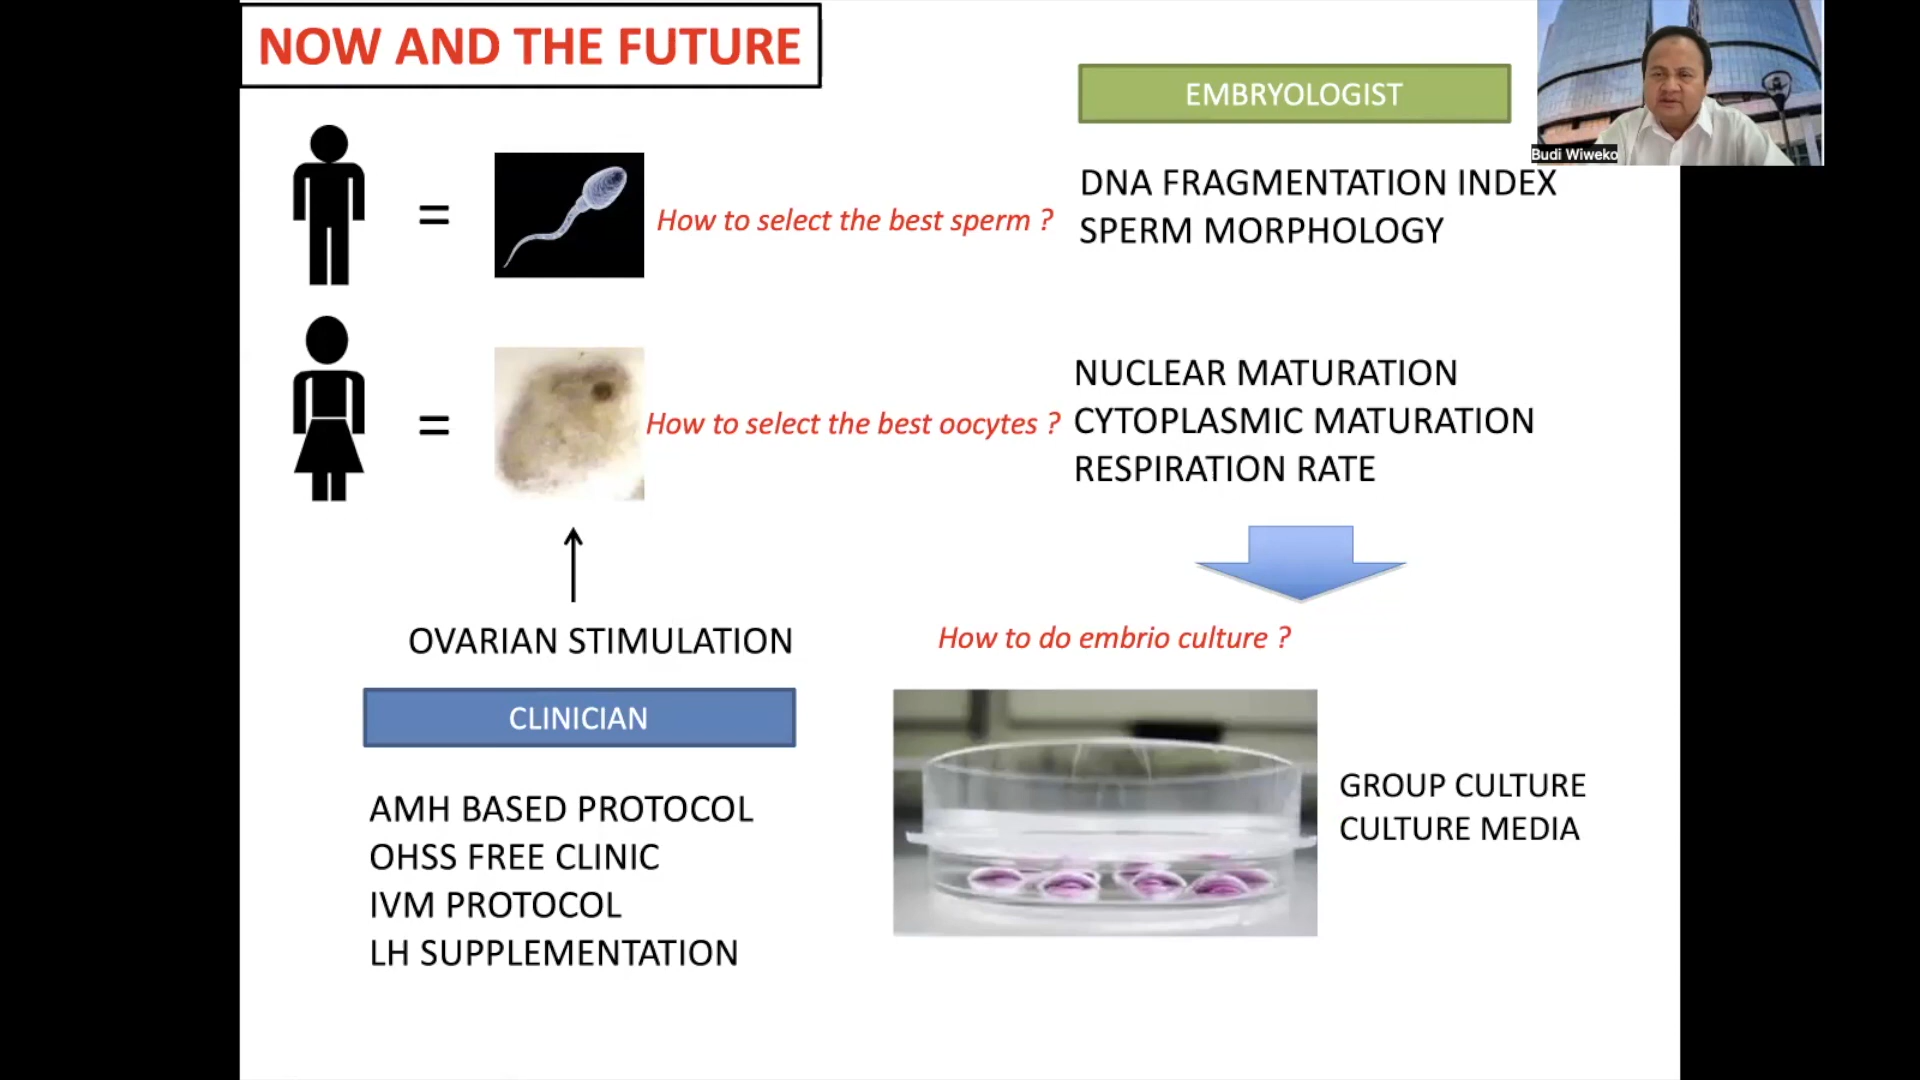 NOW AND THE FUTURE
EMBRYOLOGIST
Budi Wiweko
How to select the best sperm ?
DNA FRAGMENTATION INDEX
SPERM MORPHOLOGY
=
How to select the best oocytes ?
NUCLEAR MATURATION
CYTOPLASMIC MATURATION
RESPIRATION RATE
=
OVARIAN STIMULATION
CLINICIAN
AMH BASED PROTOCOL
OHSS FREE CLINIC
IVM PROTOCOL
LH SUPPLEMENTATION
How to do embrio culture ?
GROUP CULTURE
CULTURE MEDIA